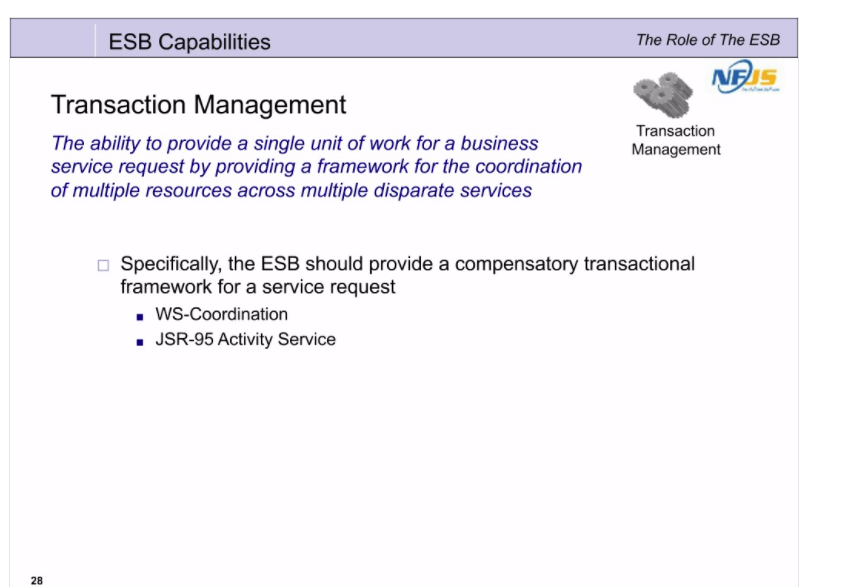 ESB Capabilities
The Role of The ESB
NFJS
Transaction Management
Transaction
Management
The ability to provide a single unit of work for a business
service request by providing a framework for the coordination
of multiple resources across multiple disparate services
Specifically, the ESB should provide a compensatory transactional
framework for a service request
WS-Coordination
JSR-95 Activity Service
28